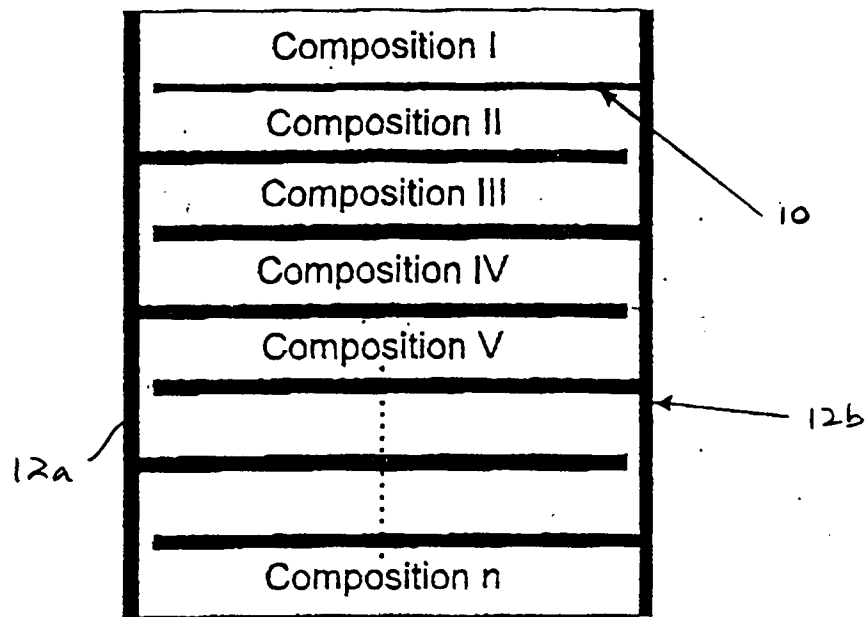 Composition I
Composition II
Composition III
10
Composition IV
Composition V
12b
12a
Composition n